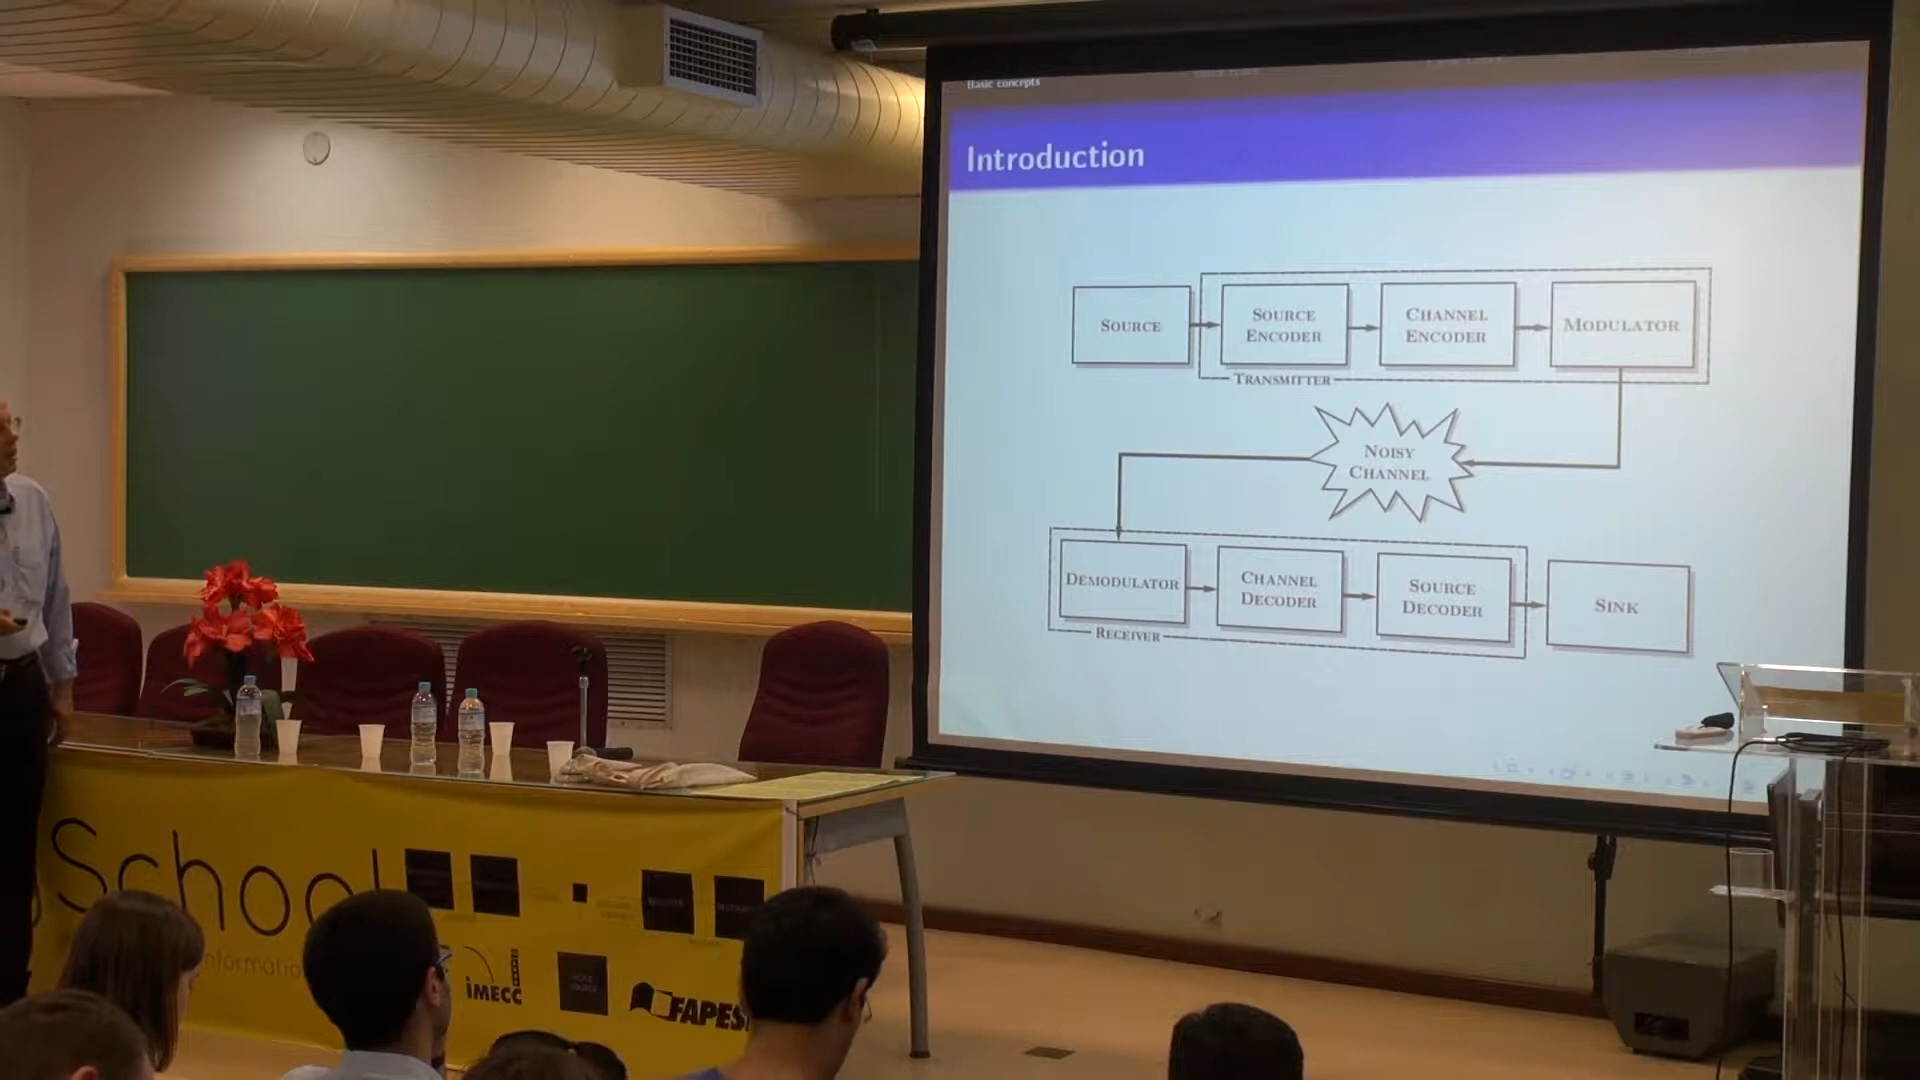 Basic concepts
Introduction
SOURCE
SOURCE
ENCODER
CHANNEL
ENCODER
MODULATOR
TRANSMITTER
NOISY
CHANNEL
DEMODULATOR
CHANNEL
DECODER
SOURCE
DECODER
SINK
RECEIVER
School
iMECC
FAPES